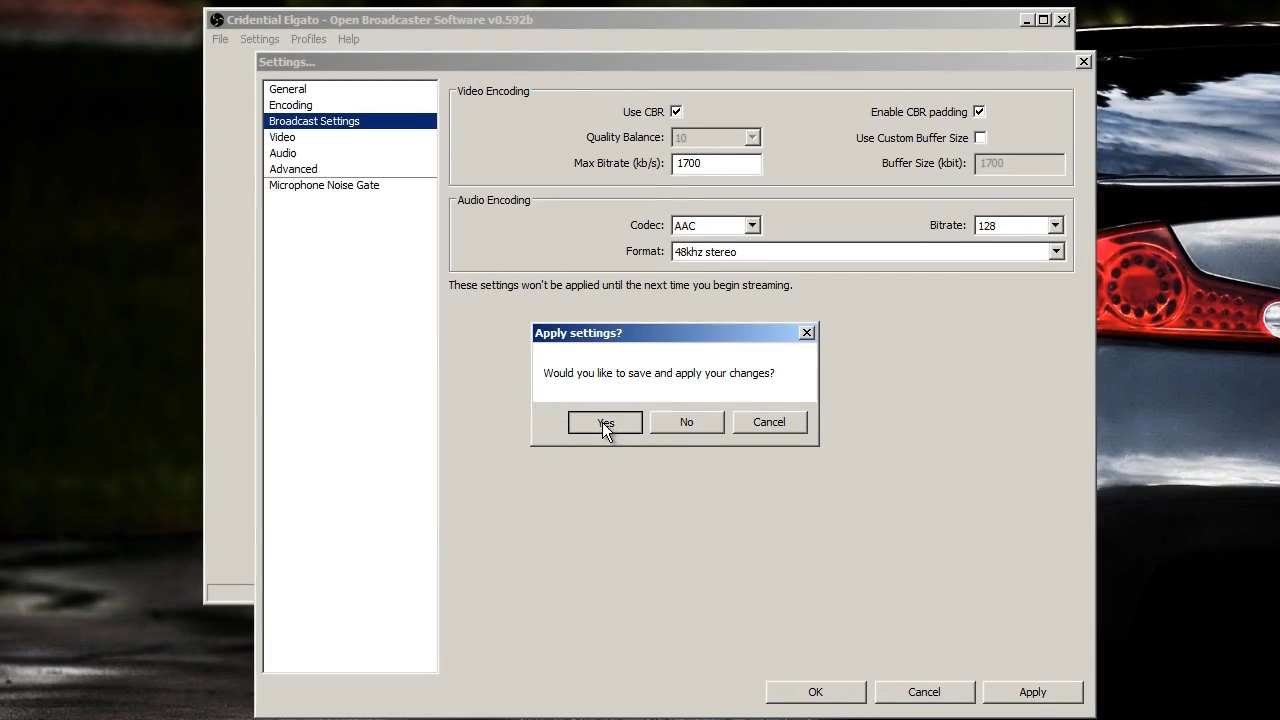 Cridential Elgato - Open Broadcaster Software v0.592b
File Settings Profiles Help
Settings...
General
Encoding
Broadcast Settings
Video
Audio
Advanced
Microphone Noise Gate
Video Encoding
Use CBR
Enable CBR padding
Quality Balance: 10
Use Custom Buffer Size
Max Bitrate (kb/s): 1700
Buffer Size (kbit): 1700
Audio Encoding
Codec: AAC
Bitrate: 128
Format: 48khz stereo
These settings won't be applied until the next time you begin streaming.
Apply settings?
Would you like to save and apply your changes?
Yes No Cancel
OK Cancel Apply